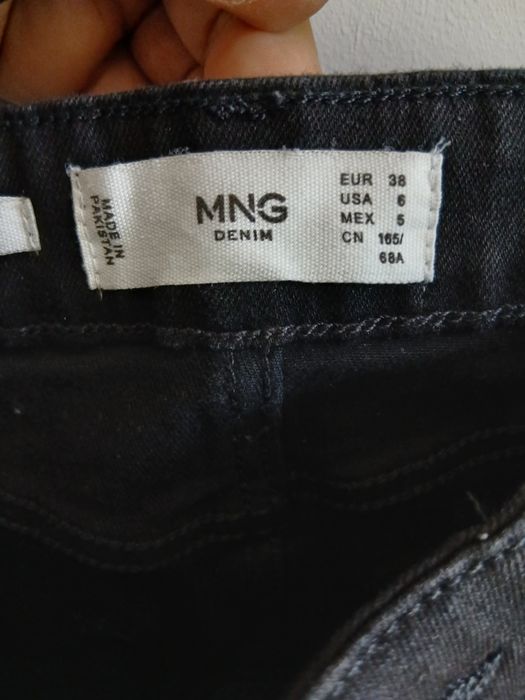 MADE IN
PAKISTAN
MNG
DENIM
EUR 38
USA 6
MEX 5
CN 165/
68A